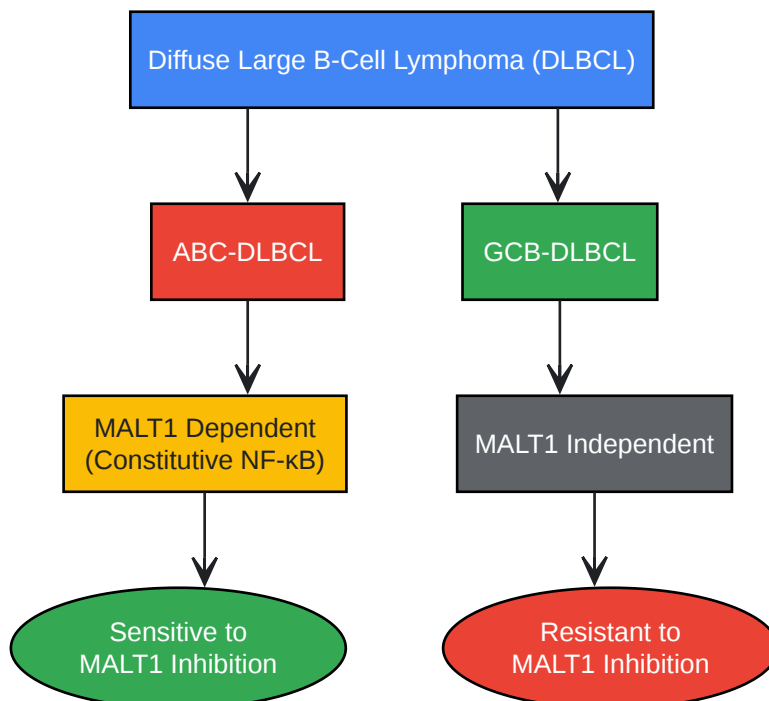 Diffuse Large B-Cell Lymphoma (DLBCL)
ABC-DLBCL
GCB-DLBCL
MALT1 Dependent
(Constitutive NF-κB)
MALT1 Independent
Sensitive to
MALT1 Inhibition
Resistant to
MALT1 Inhibition